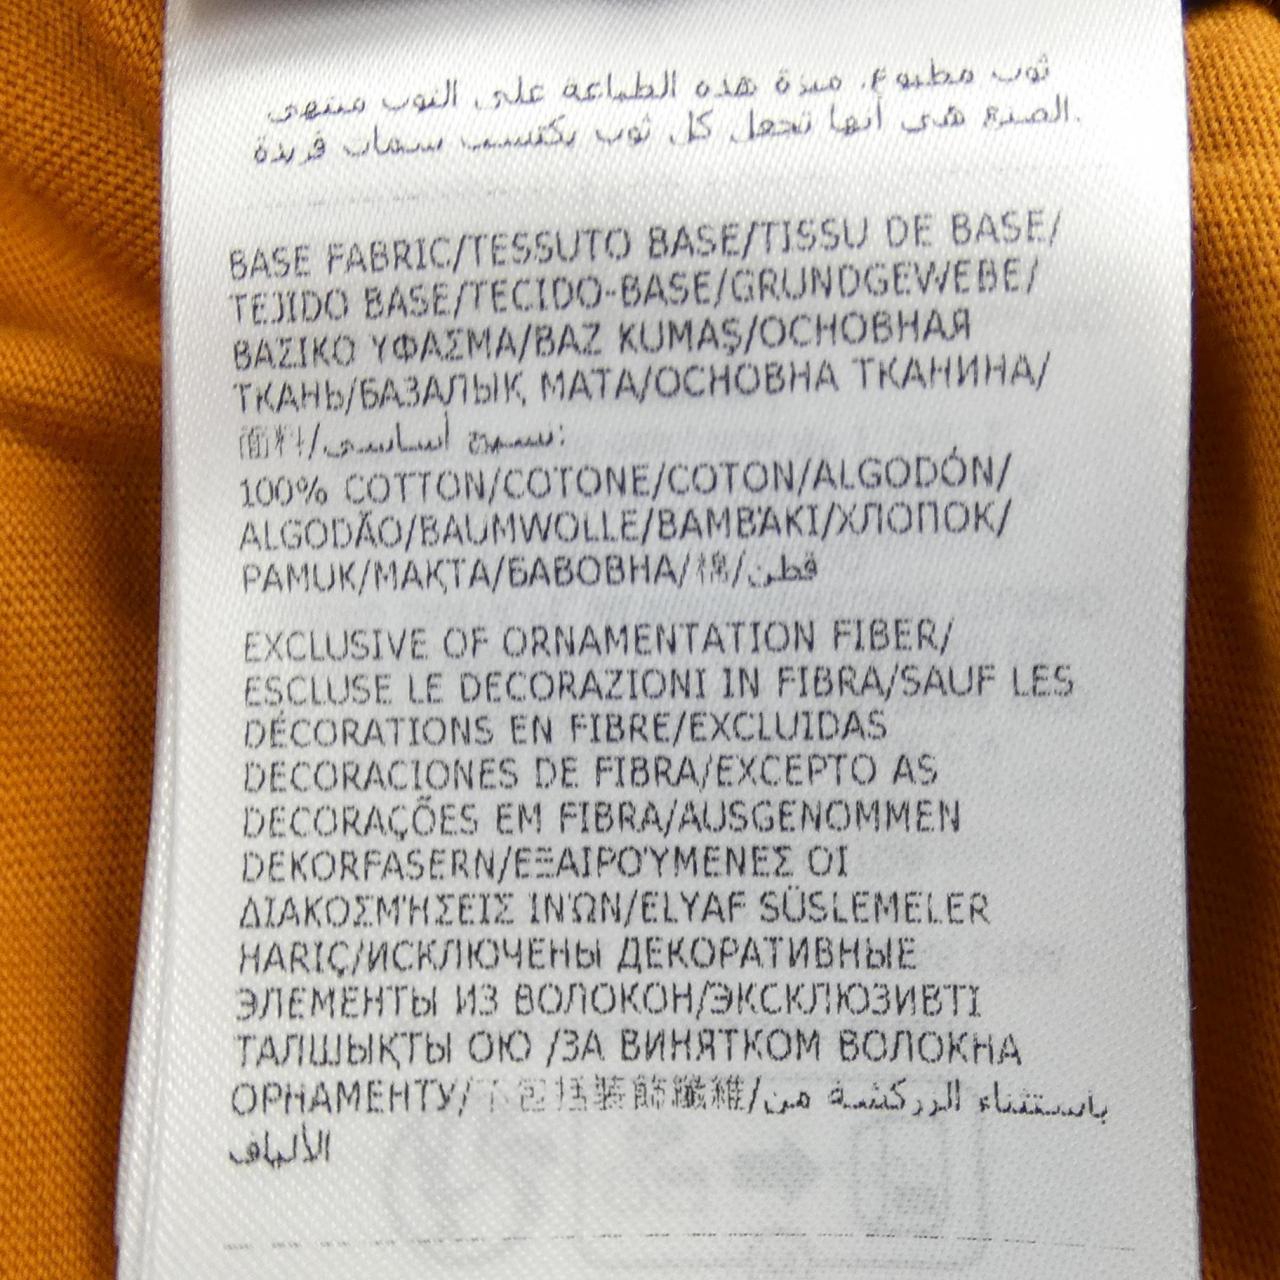 ثوب مطبوع. ميزة هذه الطباعة على الثوب منتهي
الصنع هي أنها تجعل كل ثوب يكتسب سمات فريدة.
BASE FABRIC/TESSUTO BASE/TISSU DE BASE/
TEJIDO BASE/TECIDO-BASE/GRUNDGEWEBE/
ΒΑΣΙΚΟ ΥΦΑΣΜΑ/BAZ KUMAŞ/ОСНОВНАЯ
ТКАНЬ/БАЗАЛЫҚ МАТА/ОСНОВНА ТКАНИНА/
面料/نسيج أساسي:
100% COTTON/COTONE/COTON/ALGODÓN/
ALGODÃO/BAUMWOLLE/ΒΑΜΒΆΚΙ/ХЛОПОК/
PAMUK/МАҚТА/БАВОВНА/棉/قطن
EXCLUSIVE OF ORNAMENTATION FIBER/
ESCLUSE LE DECORAZIONI IN FIBRA/SAUF LES
DÉCORATIONS EN FIBRE/EXCLUIDAS
DECORACIONES DE FIBRA/EXCEPTO AS
DECORAÇÕES EM FIBRA/AUSGENOMMEN
DEKORFASERN/ΕΞΑΙΡΟΎΜΕΝΕΣ ΟΙ
ΔΙΑΚΟΣΜΉΣΕΙΣ ΙΝΏΝ/ELYAF SÜSLEMELER
HARİÇ/ИСКЛЮЧЕНЫ ДЕКОРАТИВНЫЕ
ЭЛЕМЕНТЫ ИЗ ВОЛОКОН/ЭКСКЛЮЗИВТІ
ТАЛШЫҚТЫ ОЮ /ЗА ВИНЯТКОМ ВОЛОКНА
ОРНАМЕНТУ/不包括装飾纖維/باستثناء الزركشة من
الألياف